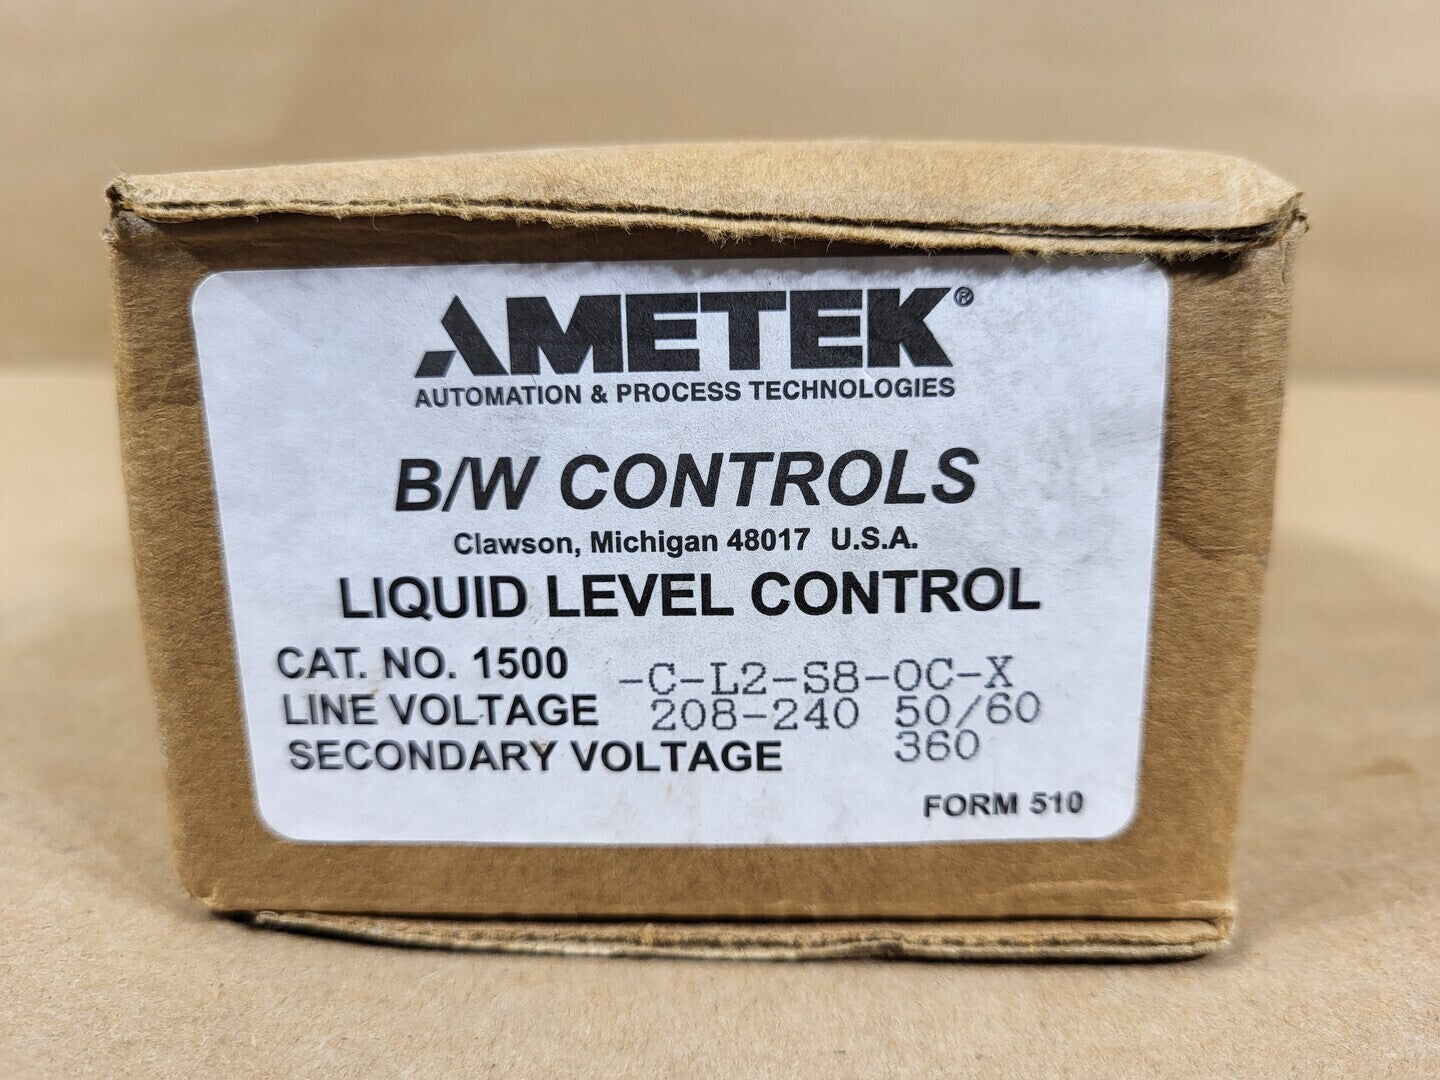 AMETEK®
AUTOMATION & PROCESS TECHNOLOGIES
B/W CONTROLS
Clawson, Michigan 48017 U.S.A.
LIQUID LEVEL CONTROL
CAT. NO. 1500 -C-L2-S8-OC-X
LINE VOLTAGE 208-240 50/60
SECONDARY VOLTAGE 360
FORM 510